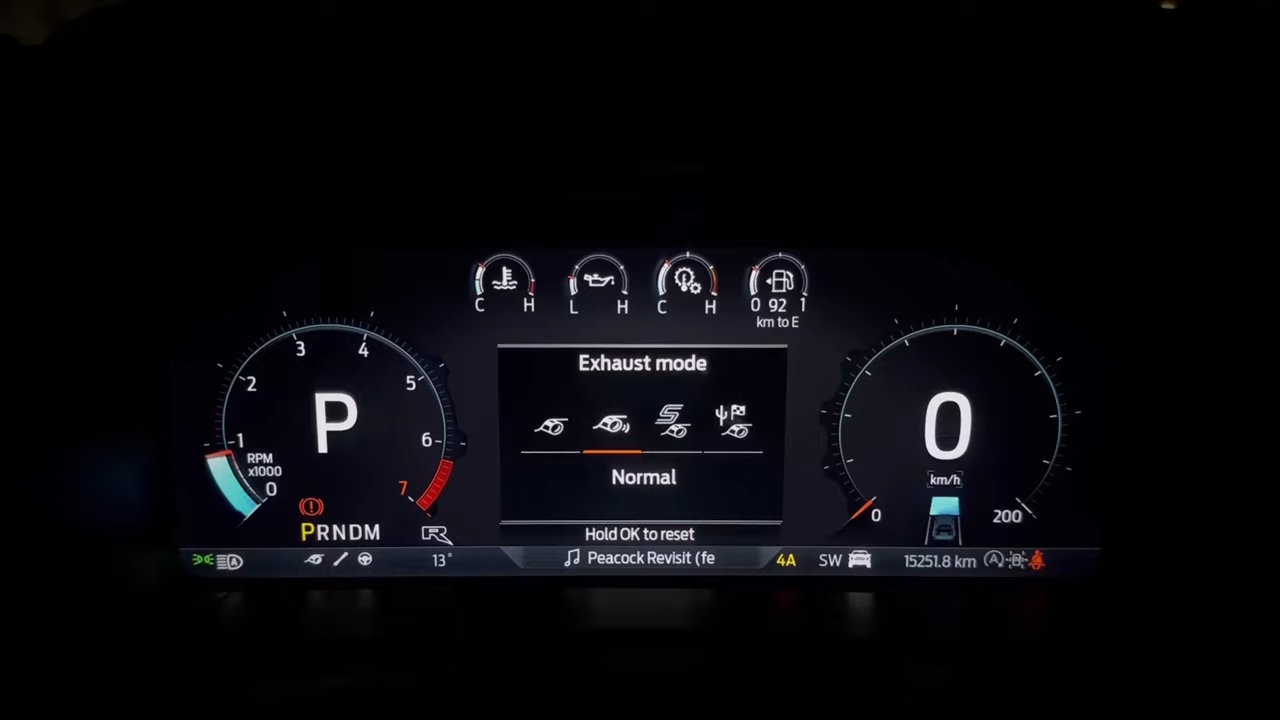 C H
L H
C H
0 92 1
km to E
Exhaust mode
Normal
Hold OK to reset
0
1
2
3
4
5
6
7
RPM
x1000
P
PRNDM
R
0
km/h
0
200
A
13°
Peacock Revisit (fe
4A
SW
15251.8 km
A